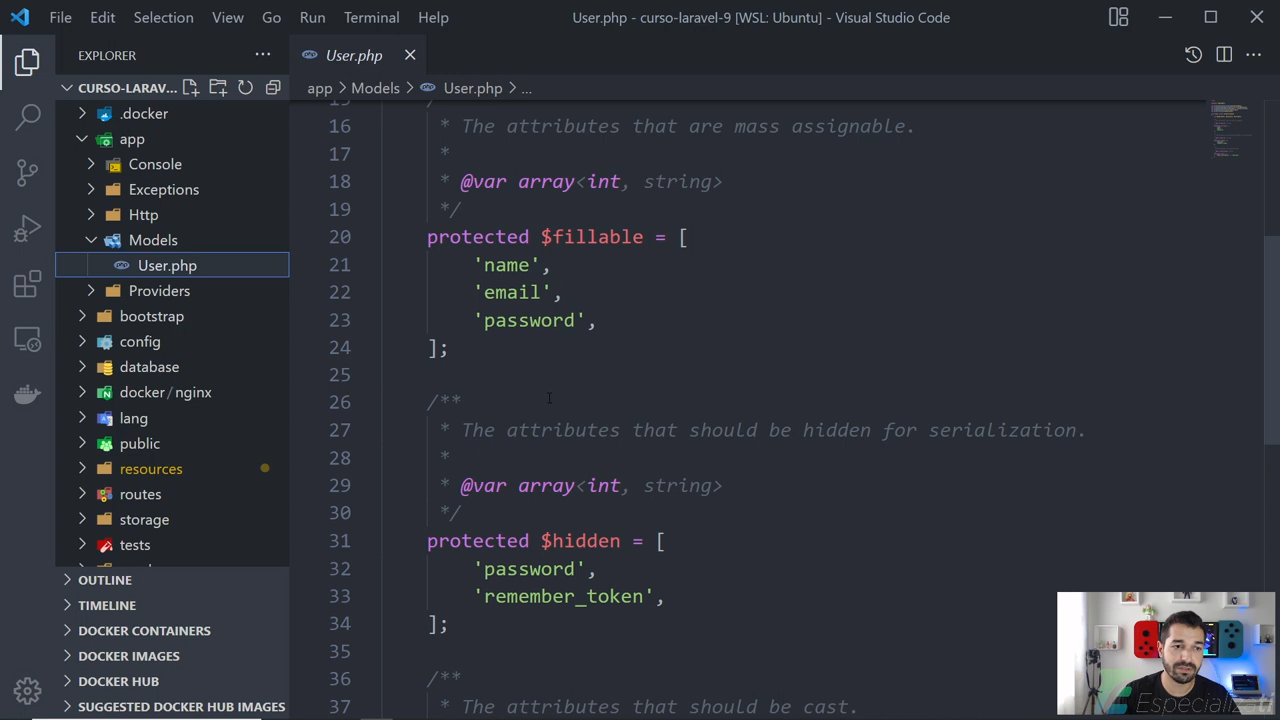 File Edit Selection View Go Run Terminal Help
User.php - curso-laravel-9 [WSL: Ubuntu] - Visual Studio Code
EXPLORER
CURSO-LARAV...
.docker
app
Console
Exceptions
Http
Models
User.php
Providers
bootstrap
config
database
docker/nginx
lang
public
resources
routes
storage
tests
OUTLINE
TIMELINE
DOCKER CONTAINERS
DOCKER IMAGES
DOCKER HUB
SUGGESTED DOCKER HUB IMAGES
User.php
app > Models > User.php > ...
15 /
16 * The attributes that are mass assignable.
17 *
18 * @var array<int, string>
19 */
20 protected $fillable = [
21 'name',
22 'email',
23 'password',
24 ];
25
26 /**
27 * The attributes that should be hidden for serialization.
28 *
29 * @var array<int, string>
30 */
31 protected $hidden = [
32 'password',
33 'remember_token',
34 ];
35
36 /**
37 * The attributes that should be cast.
Especializati